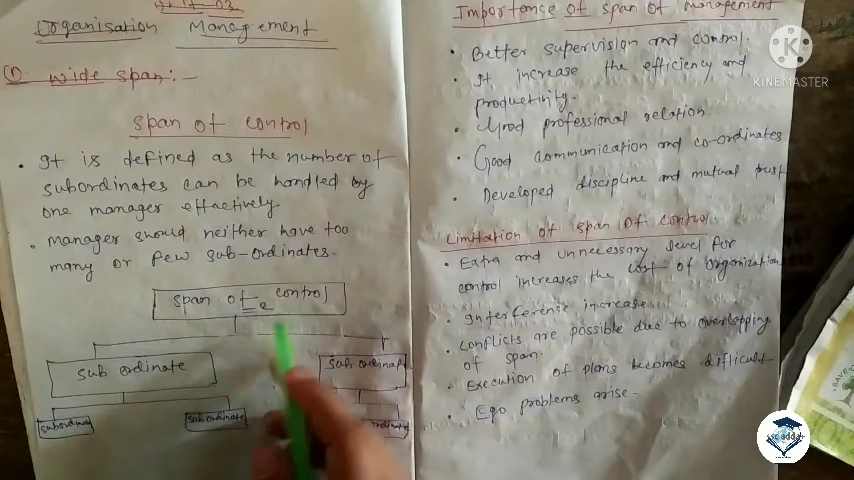 Organisation Management
① Wide span:-
Span of control
• It is defined as the number of
subordinates can be handled by
one manager effectively
• Manager should neither have too
many or few sub-ordinates.
Span of control
Sub ordinate
Sub ordinate
Subordinate
Subordinate
Importance of span of management
• Better supervision and control.
• It increase the efficiency and
productivity.
• Good professional relation
• Good communication and co-ordinates
• Developed discipline and mutual trust
Limitation of span of control.
• Extra and unnecessary level for
control increases the cost of organization
• Interference increase
• Conflicts are possible due to overlapping
of span.
• Execution of plans becomes difficult
• Ego problems arise.
KINEMASTER